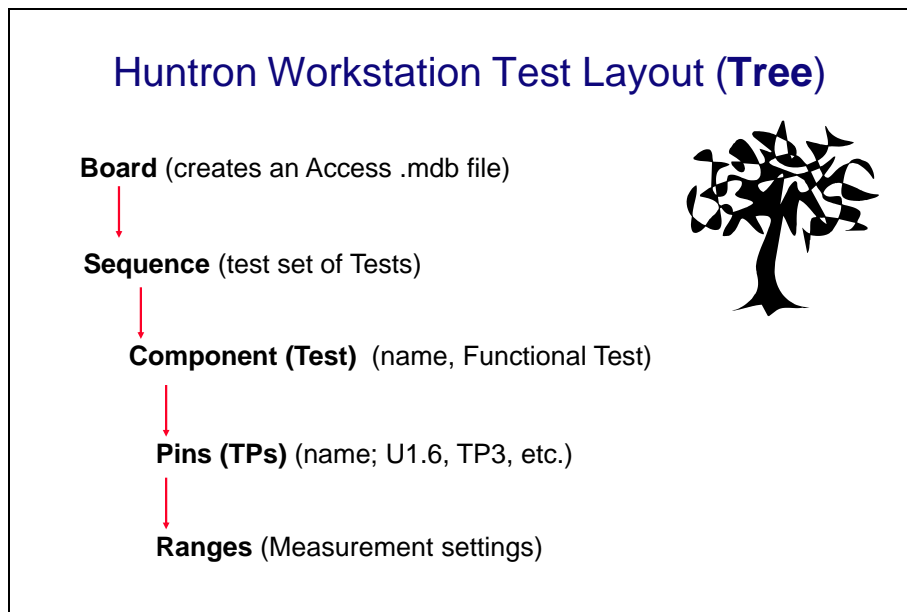 Huntron Workstation Test Layout (Tree)
Board (creates an Access .mdb file)
Sequence (test set of Tests)
Component (Test)  (name, Functional Test)
Pins (TPs) (name; U1.6, TP3, etc.)
Ranges (Measurement settings)